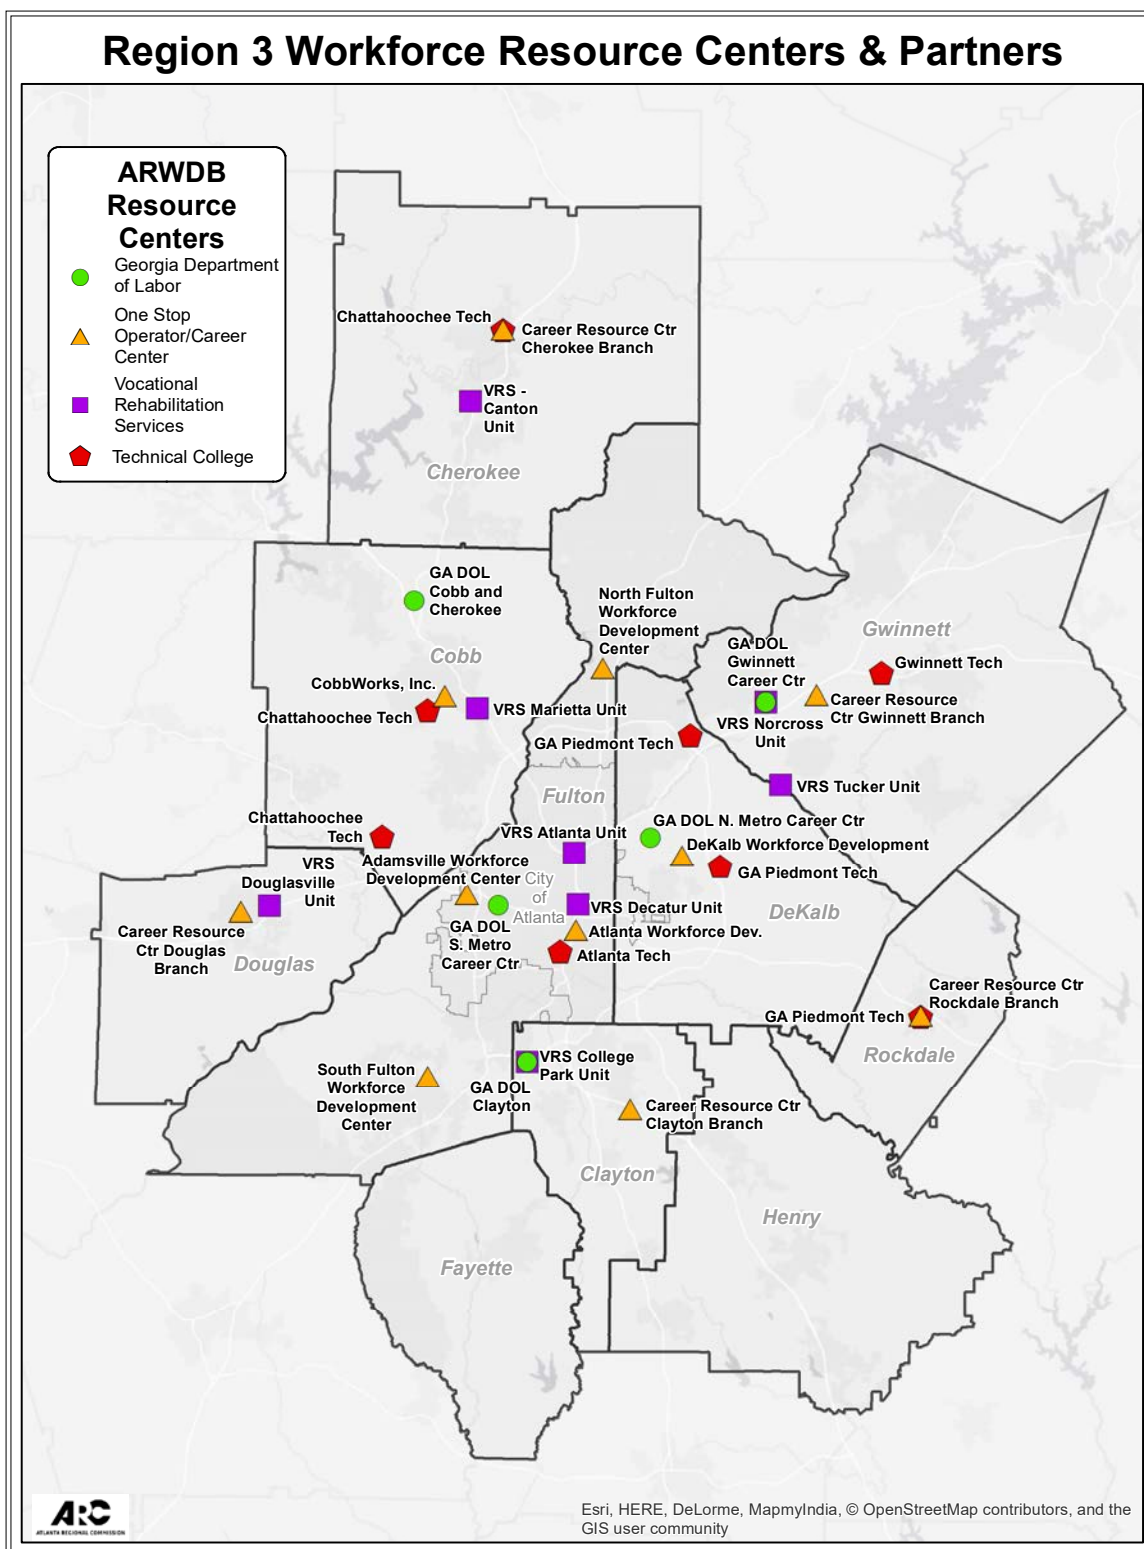 Region 3 Workforce Resource Centers & Partners
ARWDB
Resource
Centers
Georgia Department
of Labor
One Stop
Operator/Career
Center
Vocational
Rehabilitation
Services
Technical College
Chattahoochee Tech
Career Resource Ctr
Cherokee Branch
VRS -
Canton
Unit
Cherokee
GA DOL
Cobb and
Cherokee
Cobb
North Fulton
Workforce
Development
Center
Gwinnett
GA DOL
Gwinnett
Career Ctr
Gwinnett Tech
CobbWorks, Inc.
Chattahoochee Tech
VRS Marietta Unit
VRS Norcross
Unit
Career Resource
Ctr Gwinnett Branch
GA Piedmont Tech
VRS Tucker Unit
Fulton
Chattahoochee
Tech
VRS Atlanta Unit
GA DOL N. Metro Career Ctr
DeKalb Workforce Development
GA Piedmont Tech
VRS
Douglasville
Unit
Adamsville Workforce
Development Center
City
of
Atlanta
VRS Decatur Unit
DeKalb
Career Resource
Ctr Douglas
Branch
Douglas
GA DOL
S. Metro
Career Ctr
Atlanta Workforce Dev.
Atlanta Tech
Career Resource Ctr
Rockdale Branch
GA Piedmont Tech
Rockdale
VRS College
Park Unit
GA DOL
Clayton
South Fulton
Workforce
Development
Center
Career Resource Ctr
Clayton Branch
Clayton
Henry
Fayette
ARC
ATLANTA REGIONAL COMMISSION
Esri, HERE, DeLorme, MapmyIndia, © OpenStreetMap contributors, and the
GIS user community